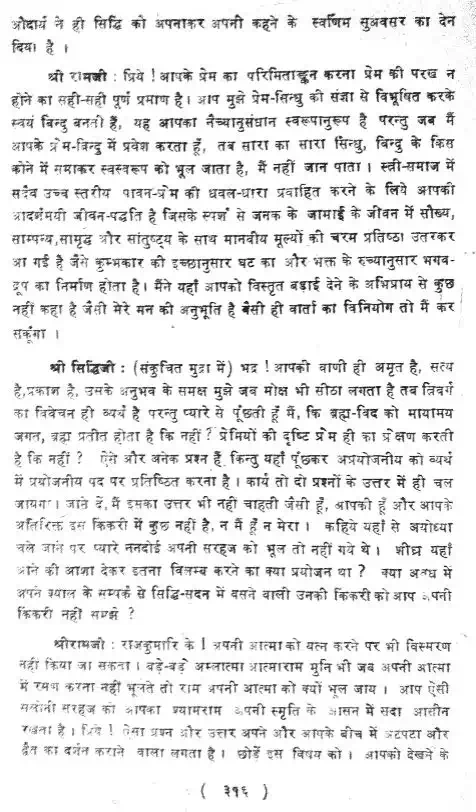 औदार्य ने ही सिद्धि को अपनाकर अपनी कहने के स्वर्णिम सुअवसर का देन
दिया है ।
श्री रामजी : प्रिये ! आपके प्रेम का परिमिताङ्कन करना प्रेम की परख न
होने का सही-सही पूर्ण प्रमाण है । आप मुझे प्रेम-सिन्धु की संज्ञा से विभूषित करके
स्वयं बिन्दु बनती हैं, यह आपका नैच्यानुसंधान स्वरूपानुरूप है परन्तु जब मैं
आपके प्रेम-बिन्दु में प्रवेश करता हूँ, तब सारा का सारा सिन्धु, बिन्दु के किस
कोने में समाकर स्वस्वरूप को भूल जाता है, मैं नहीं जान पाता । स्त्री-समाज में
सदैव उच्च स्तरीय पावन-प्रेम की धवल-धारा प्रवाहित करने के लिये आपकी
आदर्शमयी जीवन-पद्धति है जिसके स्पर्श से जनक के जामाई के जीवन में सौख्य,
साम्पन्य, सामृद्ध और सांतुष्ट्य के साथ मानवीय मूल्यों की चरम प्रतिष्ठा उतरकर
आ गई है जैसे कुम्भकार की इच्छानुसार घट का और भक्त के रुच्यानुसार भगव-
द्रूप का निर्माण होता है । मैंने यहाँ आपको विस्तृत बड़ाई देने के अभिप्राय से कुछ
नहीं कहा है जैसी मेरे मन की अनुभूति है वैसी ही वार्ता का विनियोग तो मैं कर
सकूँगा ।
श्री सिद्धिजी : (संकुचित मुद्रा में) भद्र ! आपकी वाणी ही अमृत है, सत्य
है, प्रकाश है, उसके अनुभव के समक्ष मुझे जब मोक्ष भी सीठा लगता है तब त्रिवर्ग
का विवेचन ही व्यर्थ है परन्तु प्यारे से पूंछती हूँ मैं, कि ब्रह्म-विद को मायामय
जगत, ब्रह्म प्रतीत होता है कि नहीं ? प्रेमियों की दृष्टि प्रेम ही का प्रेक्षण करती
है कि नहीं ? ऐसे और अनेक प्रश्न हैं, किन्तु यहाँ पूंछकर अप्रयोजनीय को व्यर्थ
में प्रयोजनीय पद पर प्रतिष्ठित करना है । कार्य तो दो प्रश्नों के उत्तर में ही चल
जायगा । जाने दें, मैं इसका उत्तर भी नहीं चाहती जैसी हूँ, आपकी हूँ और आपके
अतिरिक्त इस किंकरी में कुछ नहीं है, न मैं हूँ न मेरा । कहिये यहाँ से अयोध्या
चले जाने पर प्यारे ननदोई अपनी सरहज को भूल तो नहीं गये थे । शीघ्र यहाँ
आने की आशा देकर इतना विलम्ब करने का क्या प्रयोजन था ? क्या अवध में
अपने श्याल के सम्पर्क से सिद्धि-सदन में बसने वाली उनकी किंकरी को आप अपनी
किंकरी नहीं समझे ?
श्रीरामजी : राजकुमारि के ! अपनी आत्मा को यत्न करने पर भी विस्मरण
नहीं किया जा सकता । बड़े-बड़े अमलात्मा आत्माराम मुनि भी जब अपनी आत्मा
में रमण करना नहीं भूलते तो राम अपनी आत्मा को क्यों भूल जाय । आप ऐसी
सलोनी सरहज को आपका श्यामराम अपनी स्मृति के आसन में सदा आसीन
रखता है । प्रिये ! ऐसा प्रश्न और उत्तर अपने और आपके बीच में अटपटा और
द्वैत का दर्शन कराने वाला लगता है । छोड़ें इस विषय को । आपको देखने के
( ३१६ )